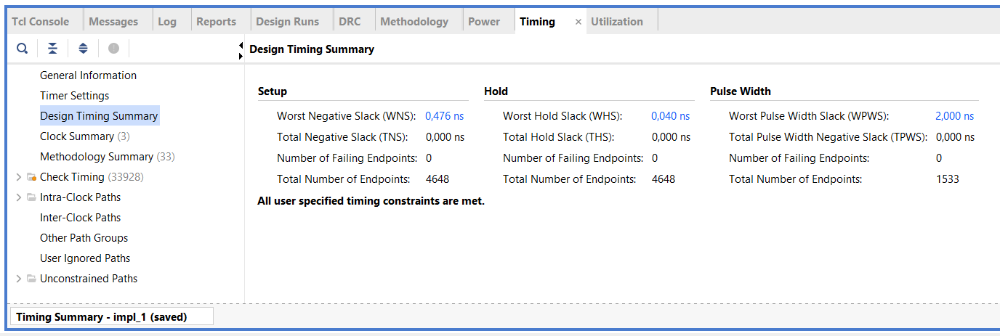 Tcl Console Messages Log Reports Design Runs DRC Methodology Power Timing × Utilization
Design Timing Summary
General Information
Timer Settings
Design Timing Summary
Clock Summary (3)
Methodology Summary (33)
Check Timing (33928)
Intra-Clock Paths
Inter-Clock Paths
Other Path Groups
User Ignored Paths
Unconstrained Paths
Setup Hold Pulse Width
Worst Negative Slack (WNS): 0,476 ns Worst Hold Slack (WHS): 0,040 ns Worst Pulse Width Slack (WPWS): 2,000 ns
Total Negative Slack (TNS): 0,000 ns Total Hold Slack (THS): 0,000 ns Total Pulse Width Negative Slack (TPWS): 0,000 ns
Number of Failing Endpoints: 0 Number of Failing Endpoints: 0 Number of Failing Endpoints: 0
Total Number of Endpoints: 4648 Total Number of Endpoints: 4648 Total Number of Endpoints: 1533
All user specified timing constraints are met.
Timing Summary - impl_1 (saved)